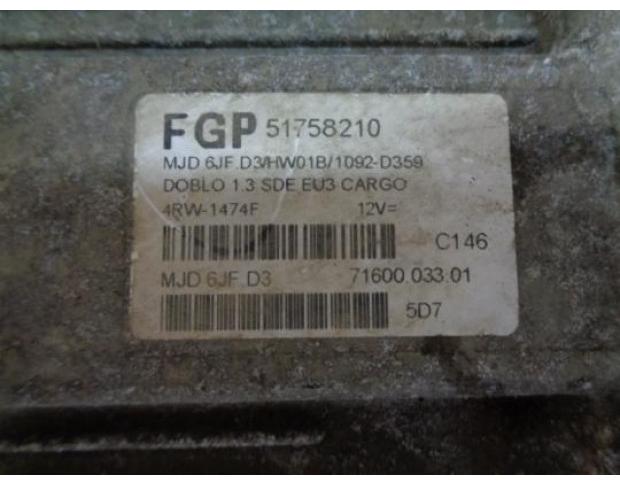 FGP 51758210
MJD 6JF.D3/HW01B/1092-D359
DOBLO 1.3 SDE EU3 CARGO
4RW-1474F 12V=
C146
MJD 6JF.D3 71600.033.01
5D7